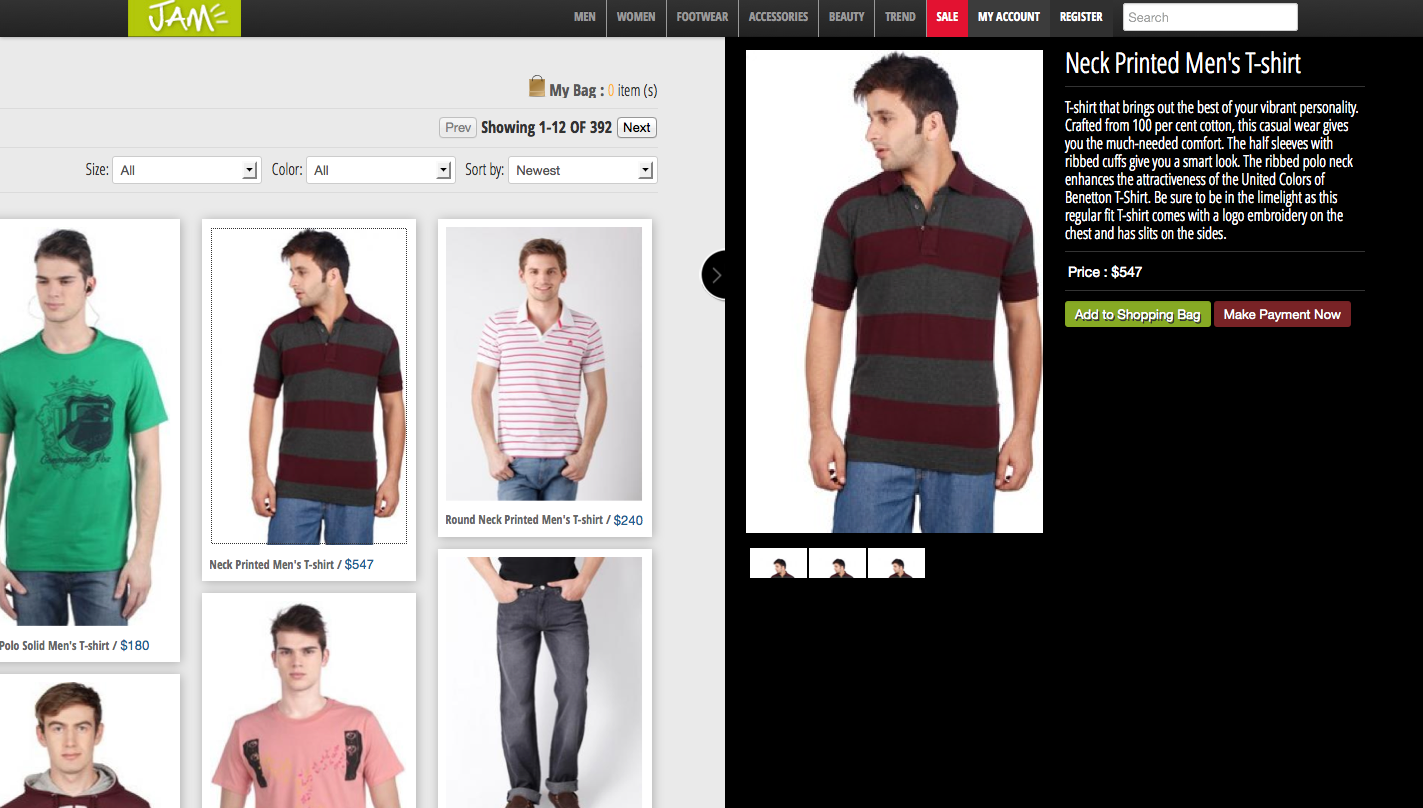 JAM
MEN
WOMEN
FOOTWEAR
ACCESSORIES
BEAUTY
TREND
SALE
MY ACCOUNT
REGISTER
Search
My Bag : 0 item (s)
Prev Showing 1-12 OF 392 Next
Size: All Color: All Sort by: Newest
Polo Solid Men's T-shirt / $180
Neck Printed Men's T-shirt / $547
Round Neck Printed Men's T-shirt / $240
Neck Printed Men's T-shirt
T-shirt that brings out the best of your vibrant personality.
Crafted from 100 per cent cotton, this casual wear gives
you the much-needed comfort. The half sleeves with
ribbed cuffs give you a smart look. The ribbed polo neck
enhances the attractiveness of the United Colors of
Benetton T-Shirt. Be sure to be in the limelight as this
regular fit T-shirt comes with a logo embroidery on the
chest and has slits on the sides.
Price : $547
Add to Shopping Bag
Make Payment Now